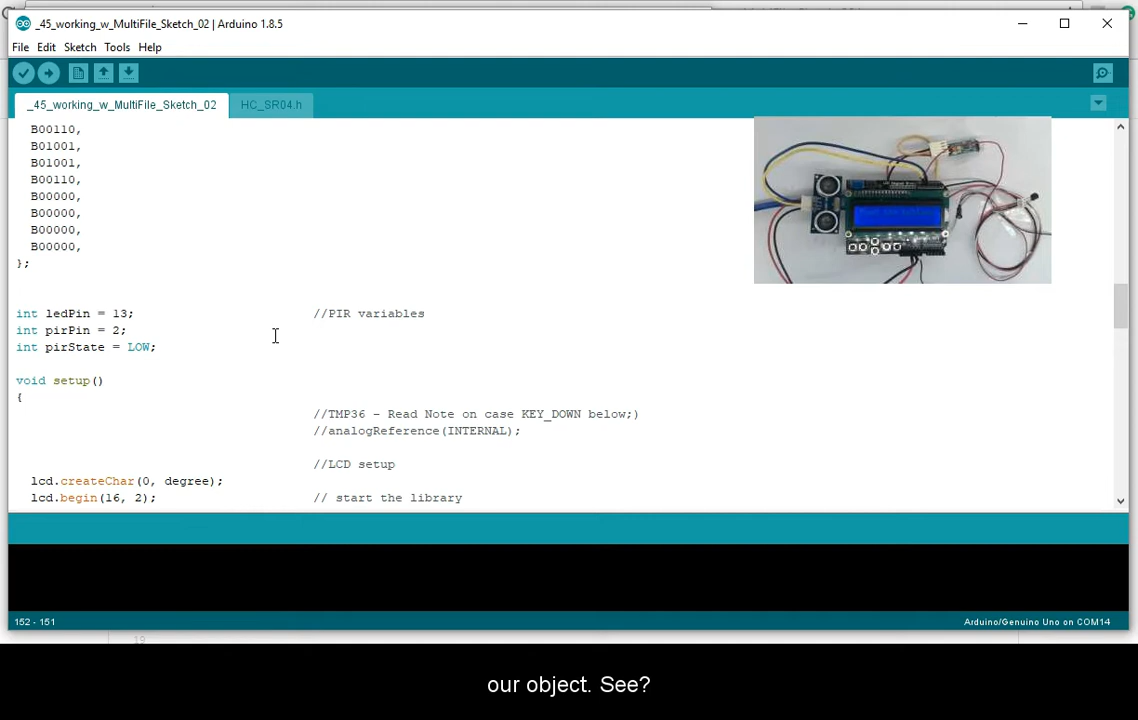 _45_working_w_MultiFile_Sketch_02 | Arduino 1.8.5
File Edit Sketch Tools Help
_45_working_w_MultiFile_Sketch_02 HC_SR04.h
B00110,
B01001,
B01001,
B00110,
B00000,
B00000,
B00000,
B00000,
};
int ledPin = 13; //PIR variables
int pirPin = 2;
int pirState = LOW;
void setup()
{
//TMP36 - Read Note on case KEY_DOWN below;)
//analogReference(INTERNAL);
//LCD setup
lcd.createChar(0, degree);
lcd.begin(16, 2); // start the library
152 - 151 Arduino/Genuino Uno on COM14
19
our object. See?